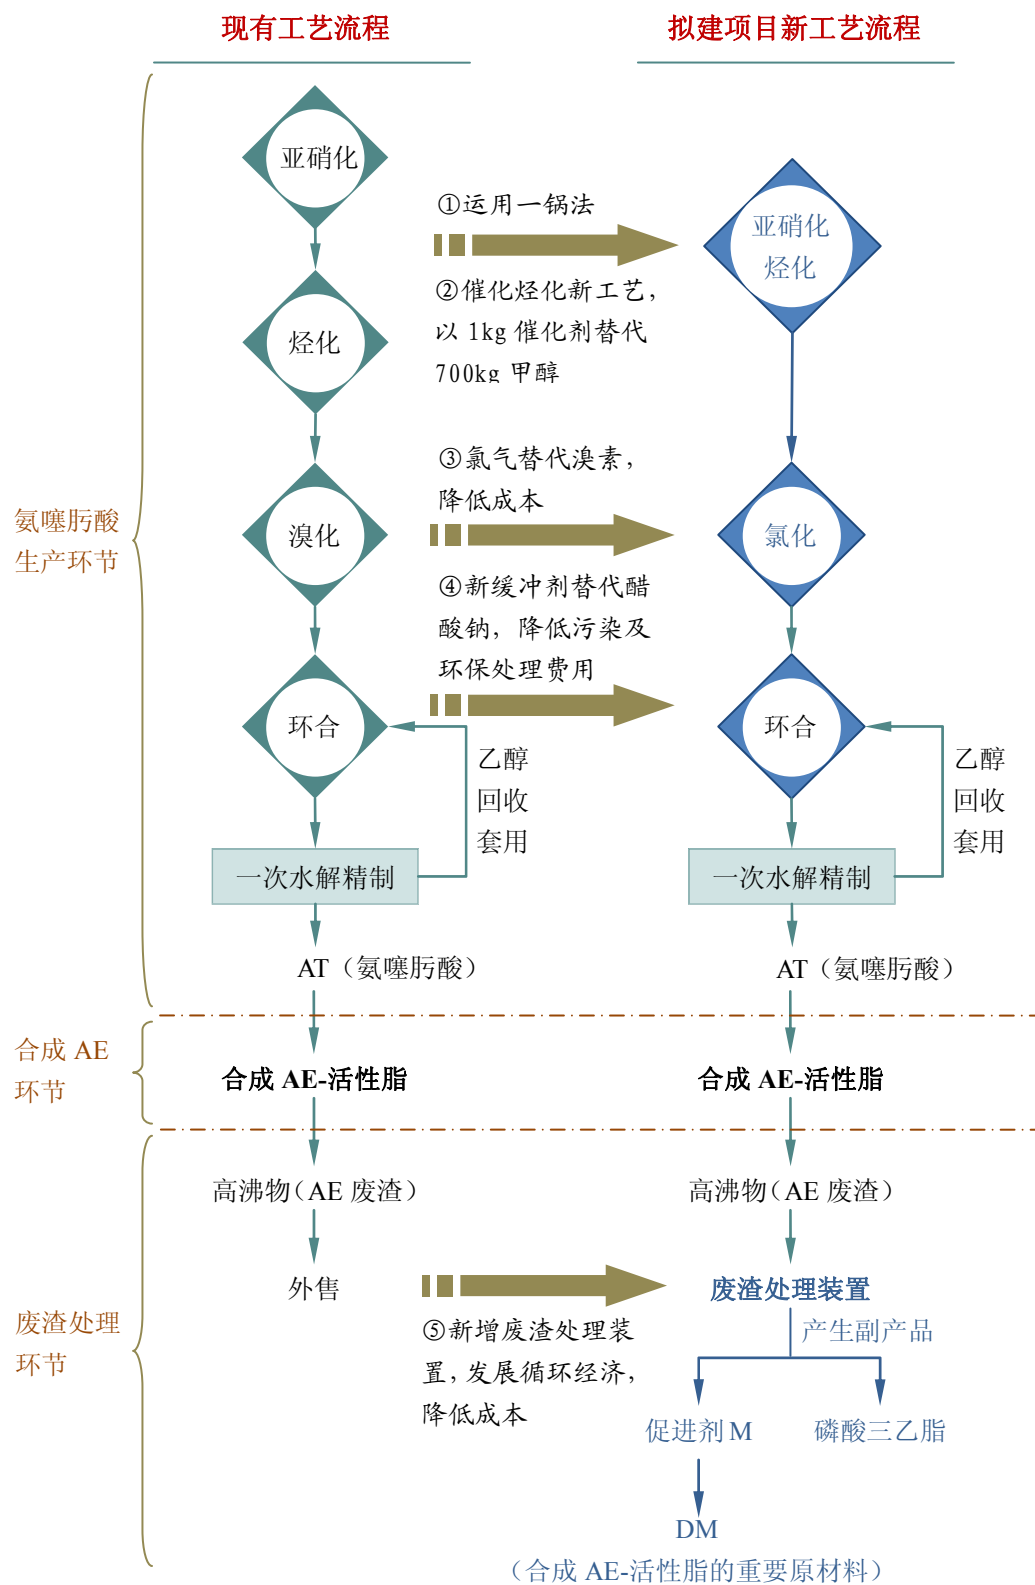 现有工艺流程
拟建项目新工艺流程
亚硝化
①运用一锅法
亚硝化
烃化
②催化烃化新工艺，
以 1kg 催化剂替代
700kg 甲醇
烃化
③氯气替代溴素，
降低成本
氨噻肟酸
生产环节
溴化
氯化
④新缓冲剂替代醋
酸钠，降低污染及
环保处理费用
环合
环合
乙醇
回收
套用
乙醇
回收
套用
一次水解精制
一次水解精制
AT（氨噻肟酸）
AT（氨噻肟酸）
合成 AE
环节
合成 AE-活性脂
合成 AE-活性脂
高沸物（AE 废渣）
高沸物（AE 废渣）
外售
废渣处理装置
废渣处理
环节
⑤新增废渣处理装
置，发展循环经济，
降低成本
产生副产品
促进剂 M
磷酸三乙脂
DM
（合成 AE-活性脂的重要原材料）